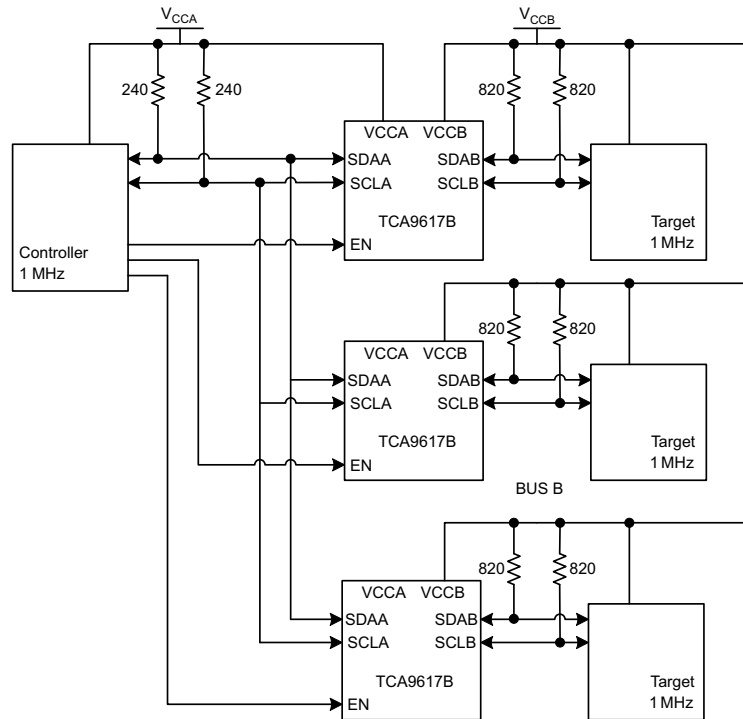 VCCA
VCCB
240
240
820
820
VCCA VCCB
SDAA
SDAB
SCLA
SCLB
TCA9617B
EN
Controller
1 MHz
Target
1 MHz
820
820
VCCA VCCB
SDAA
SDAB
SCLA
SCLB
TCA9617B
EN
Target
1 MHz
BUS B
820
820
VCCA VCCB
SDAA
SDAB
SCLA
SCLB
TCA9617B
EN
Target
1 MHz